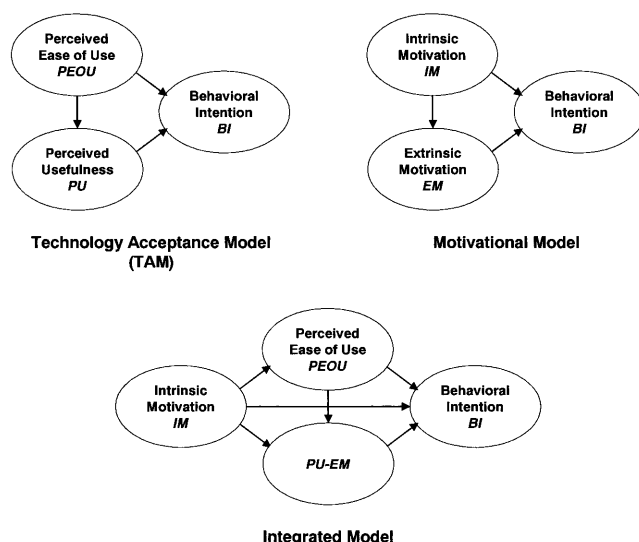 Perceived
Ease of Use
PEOU
Behavioral
Intention
BI
Perceived
Usefulness
PU
Technology Acceptance Model
(TAM)
Intrinsic
Motivation
IM
Behavioral
Intention
BI
Extrinsic
Motivation
EM
Motivational Model
Perceived
Ease of Use
PEOU
Intrinsic
Motivation
IM
Behavioral
Intention
BI
PU-EM
Integrated Model